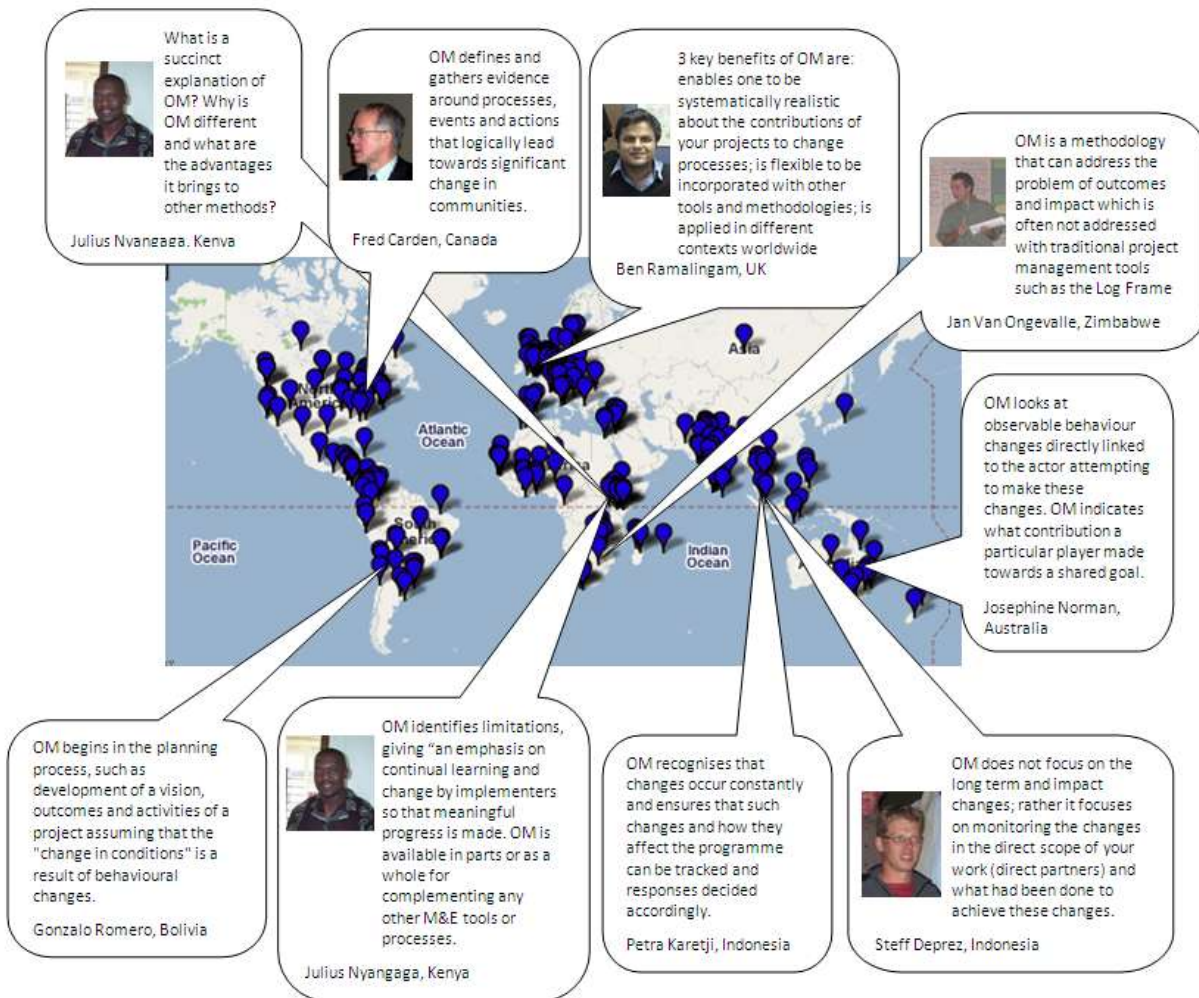 What is a
succinct
explanation of
OM? Why is
OM different
and what are
the advantages
it brings to
other methods?
Julius Nyangaga, Kenya
OM defines and
gathers evidence
around processes,
events and actions
that logically lead
towards significant
change in
communities.
Fred Carden, Canada
3 key benefits of OM are:
enables one to be
systematically realistic
about the contributions of
your projects to change
processes; is flexible to be
incorporated with other
tools and methodologies; is
applied in different
contexts worldwide
Ben Ramalingam, UK
OM is a methodology
that can address the
problem of outcomes
and impact which is
often not addressed
with traditional project
management tools
such as the Log Frame
Jan Van Ongevalle, Zimbabwe
Asia
North
America
Atlantic
Ocean
South
America
Pacific
Ocean
Indian
Ocean
OM looks at
observable behaviour
changes directly linked
to the actor attempting
to make these
changes. OM indicates
what contribution a
particular player made
towards a shared goal.
Josephine Norman,
Australia
OM begins in the planning
process, such as
development of a vision,
outcomes and activities of a
project assuming that the
"change in conditions" is a
result of behavioural
changes.
Gonzalo Romero, Bolivia
OM identifies limitations,
giving “an emphasis on
continual learning and
change by implementers
so that meaningful
progress is made. OM is
available in parts or as a
whole for
complementing any
other M&E tools or
processes.
Julius Nyangaga, Kenya
OM recognises that
changes occur constantly
and ensures that such
changes and how they
affect the programme
can be tracked and
responses decided
accordingly.
Petra Karetji, Indonesia
OM does not focus on the
long term and impact
changes; rather it focuses
on monitoring the changes
in the direct scope of your
work (direct partners) and
what had been done to
achieve these changes.
Steff Deprez, Indonesia